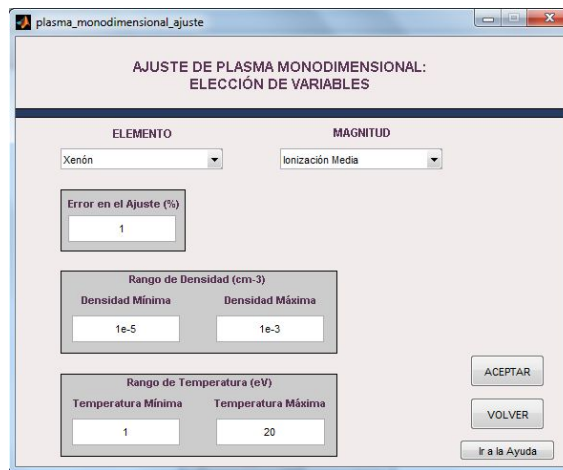 plasma_monodimensional_ajuste
AJUSTE DE PLASMA MONODIMENSIONAL:
ELECCIÓN DE VARIABLES
ELEMENTO
MAGNITUD
Xenón
Ionización Media
Error en el Ajuste (%)
1
Rango de Densidad (cm-3)
Densidad Mínima
Densidad Máxima
1e-5
1e-3
Rango de Temperatura (eV)
Temperatura Mínima
Temperatura Máxima
1
20
ACEPTAR
VOLVER
Ir a la Ayuda